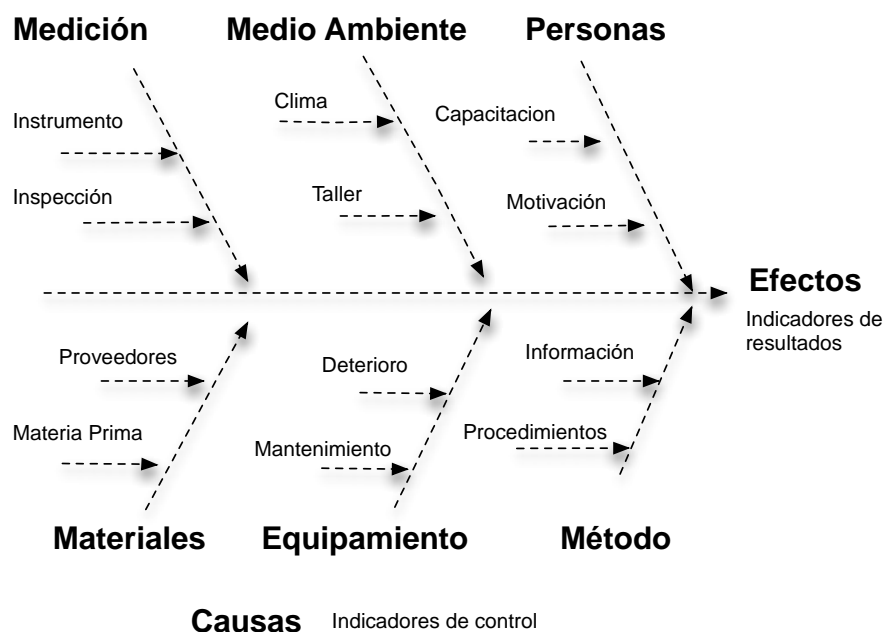 Medición
Medio Ambiente
Personas
Clima
Capacitacion
Instrumento
Inspección
Taller
Motivación
Efectos
Indicadores de
resultados
Proveedores
Deterioro
Información
Materia Prima
Mantenimiento
Procedimientos
Materiales
Equipamiento
Método
Causas
Indicadores de control